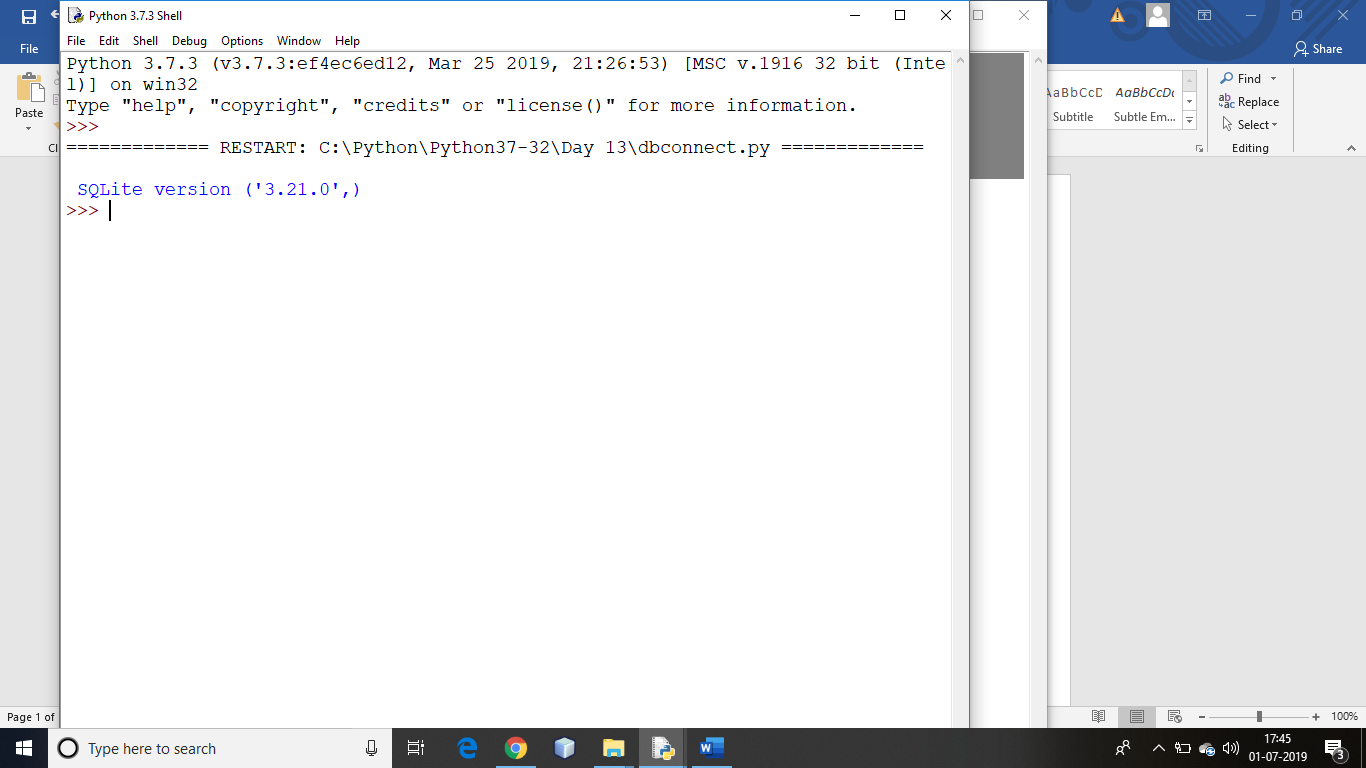 Python 3.7.3 Shell
File Edit Shell Debug Options Window Help
Python 3.7.3 (v3.7.3:ef4ec6ed12, Mar 25 2019, 21:26:53) [MSC v.1916 32 bit (Inte
l)] on win32
Type "help", "copyright", "credits" or "license()" for more information.
>>>
============= RESTART: C:\Python\Python37-32\Day 13\dbconnect.py =============
SQLite version ('3.21.0',)
>>>
File
Share
Paste
Cl
AaBbCcD AaBbCcDc
Subtitle Subtle Em...
Find
Replace
Select
Editing
Page 1 of
100%
Type here to search
17:45
01-07-2019
3